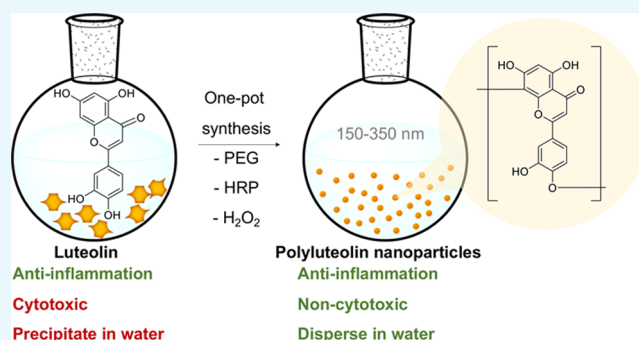 HO
OH
O
O
HO
OH
Luteolin
Anti-inflammation
Cytotoxic
Precipitate in water
One-pot
synthesis
- PEG
- HRP
- H₂O₂
150-350 nm
Polyluteolin nanoparticles
Anti-inflammation
Non-cytotoxic
Disperse in water
HO
OH
O
O
HO
O